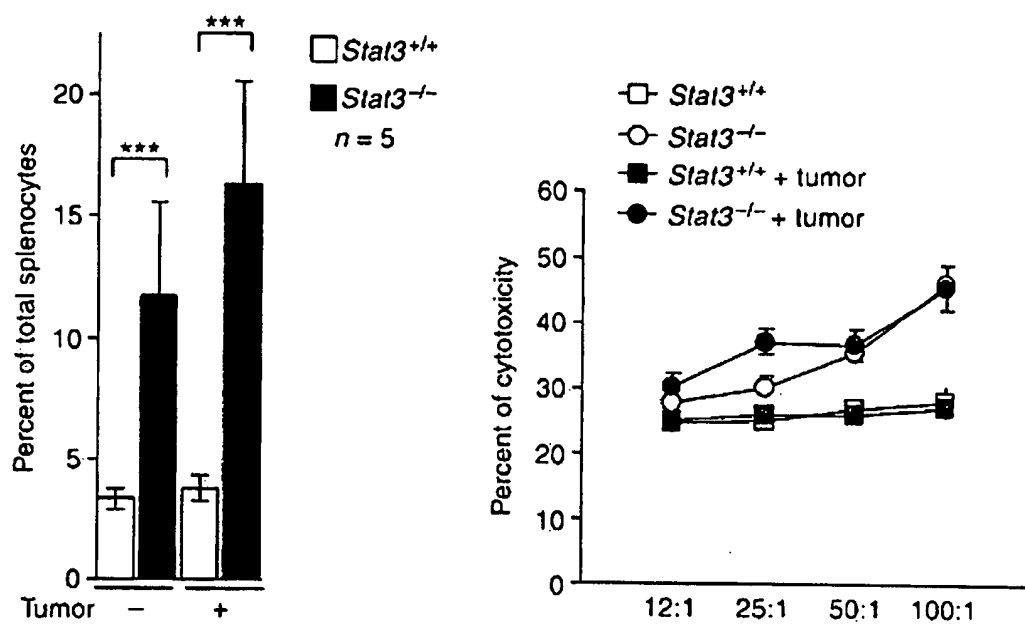 ***
***
Stat3+/+
Stat3−/−
n = 5
Percent of total splenocytes
20
15
10
5
0
Tumor − +
Stat3+/+
Stat3−/−
Stat3+/+ + tumor
Stat3−/− + tumor
Percent of cytotoxicity
60
50
40
30
20
10
0
12:1 25:1 50:1 100:1